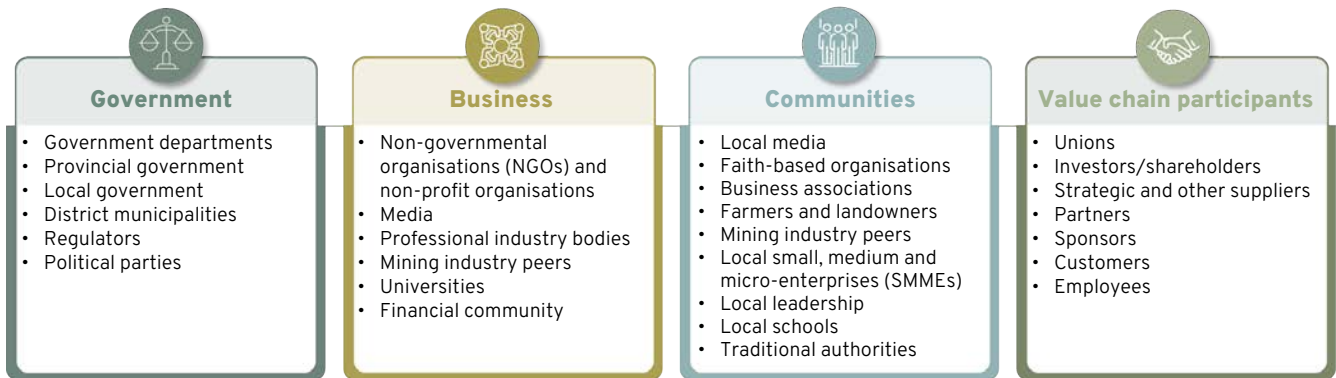 Government
• Government departments
• Provincial government
• Local government
• District municipalities
• Regulators
• Political parties
Business
• Non-governmental
organisations (NGOs) and
non-profit organisations
• Media
• Professional industry bodies
• Mining industry peers
• Universities
• Financial community
Communities
• Local media
• Faith-based organisations
• Business associations
• Farmers and landowners
• Mining industry peers
• Local small, medium and
micro-enterprises (SMMEs)
• Local leadership
• Local schools
• Traditional authorities
Value chain participants
• Unions
• Investors/shareholders
• Strategic and other suppliers
• Partners
• Sponsors
• Customers
• Employees